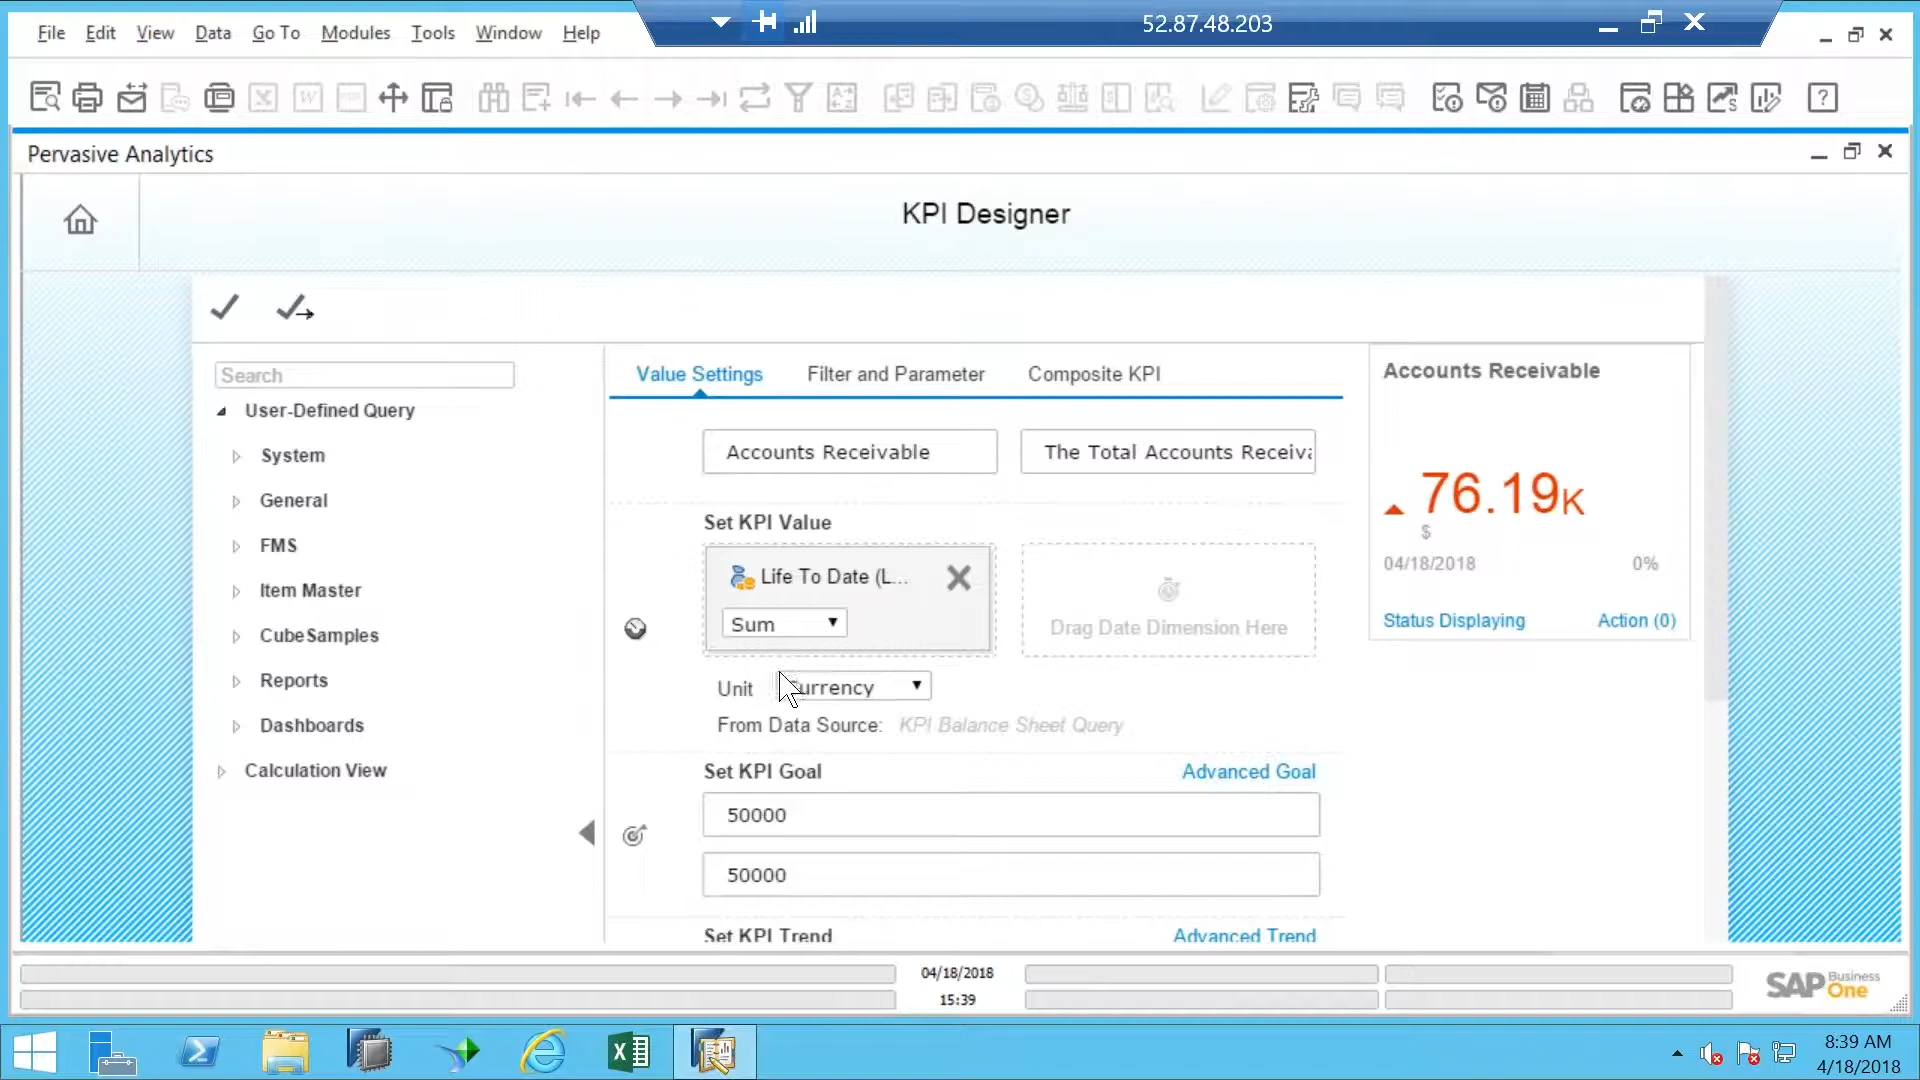 52.87.48.203
File Edit View Data Go To Modules Tools Window Help
Pervasive Analytics
KPI Designer
Search
User-Defined Query
System
General
FMS
Item Master
CubeSamples
Reports
Dashboards
Calculation View
Value Settings Filter and Parameter Composite KPI
Accounts Receivable The Total Accounts Receiva
Set KPI Value
Life To Date (L...
Sum
Drag Date Dimension Here
Unit Currency
From Data Source: KPI Balance Sheet Query
Set KPI Goal Advanced Goal
50000
50000
Set KPI Trend Advanced Trend
Accounts Receivable
76.19K
$
04/18/2018 0%
Status Displaying Action (0)
04/18/2018
15:39
SAP Business One
8:39 AM
4/18/2018